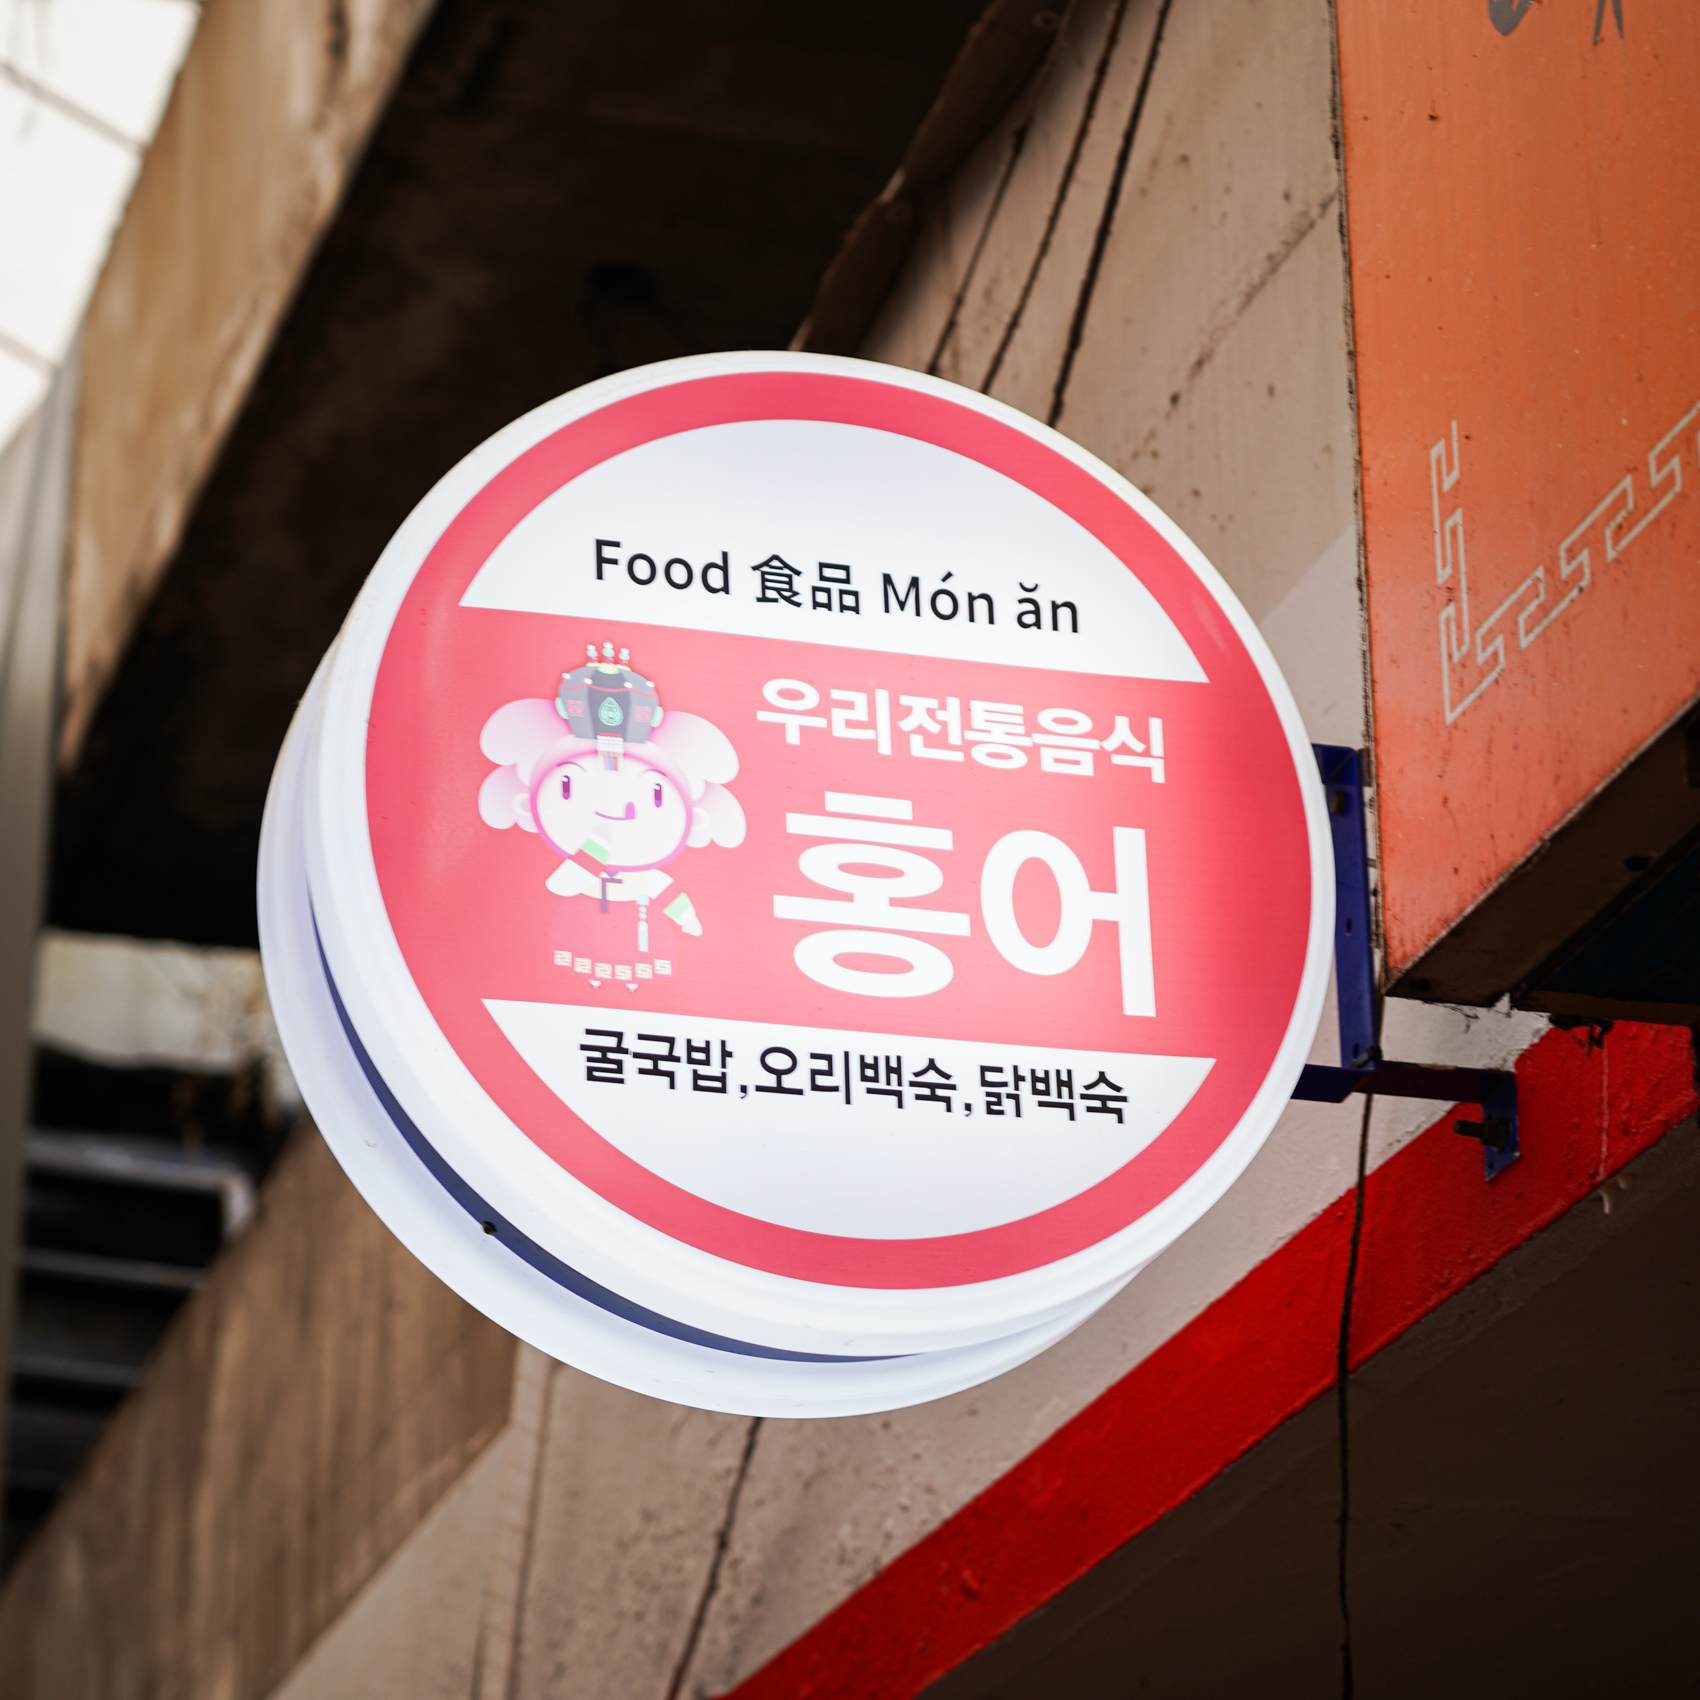 Food 食品 Món ăn
우리전통음식
홍어
굴국밥,오리백숙,닭백숙